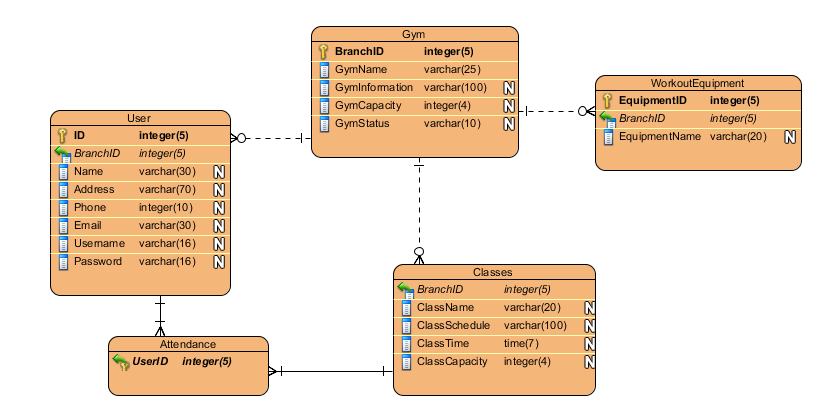 Gym
BranchID integer(5)
GymName varchar(25)
GymInformation varchar(100) N
GymCapacity integer(4) N
GymStatus varchar(10) N
WorkoutEquipment
EquipmentID integer(5)
BranchID integer(5)
EquipmentName varchar(20) N
User
ID integer(5)
BranchID integer(5)
Name varchar(30) N
Address varchar(70) N
Phone integer(10) N
Email varchar(30) N
Username varchar(16) N
Password varchar(16) N
Classes
BranchID integer(5)
ClassName varchar(20) N
ClassSchedule varchar(100) N
ClassTime time(7) N
ClassCapacity integer(4) N
Attendance
UserID integer(5)